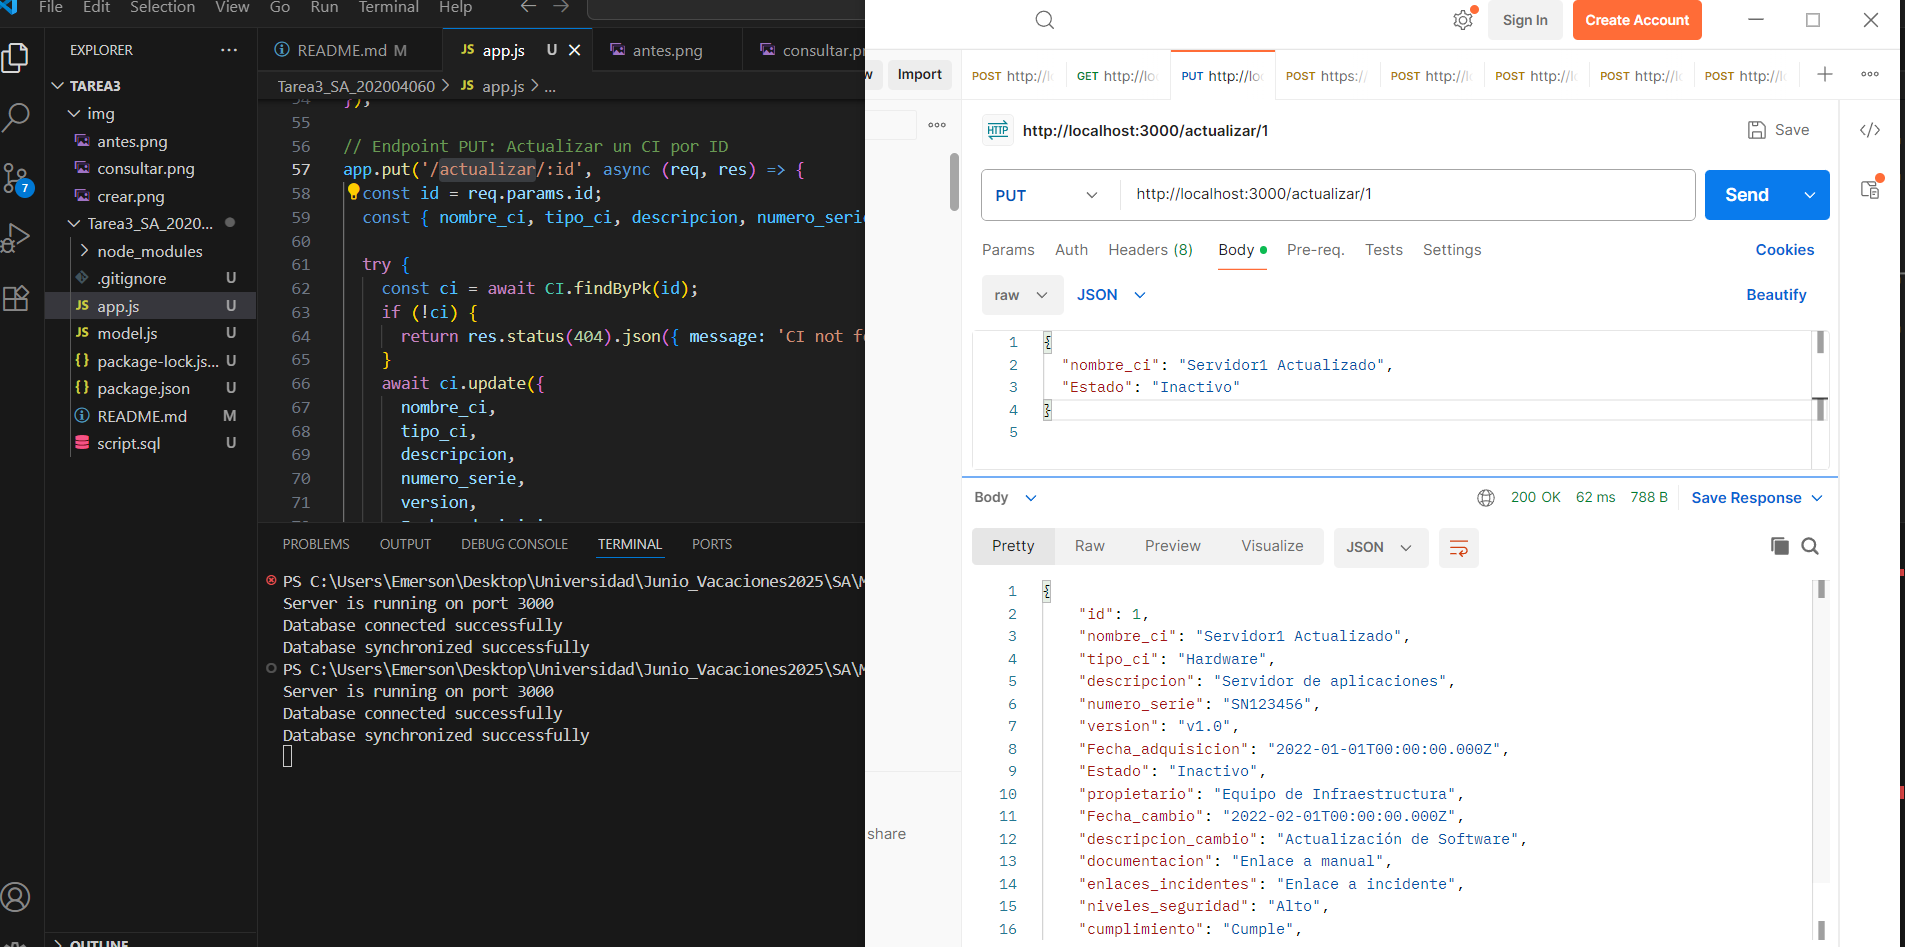 File Edit Selection View Go Run Terminal Help
EXPLORER
TAREA3
img
antes.png
consultar.png
crear.png
Tarea3_SA_2020...
node_modules
.gitignore U
JS app.js U
JS model.js U
{} package-lock.js... U
{} package.json U
README.md M
script.sql U
OUTLINE
7
README.md M
JS app.js U
antes.png
consultar.pn
Tarea3_SA_202004060 > JS app.js > ...
54 });
55
56 // Endpoint PUT: Actualizar un CI por ID
57 app.put('/actualizar/:id', async (req, res) => {
58 const id = req.params.id;
59 const { nombre_ci, tipo_ci, descripcion, numero_serie
60
61 try {
62 const ci = await CI.findByPk(id);
63 if (!ci) {
64 return res.status(404).json({ message: 'CI not fo
65 }
66 await ci.update({
67 nombre_ci,
68 tipo_ci,
69 descripcion,
70 numero_serie,
71 version,
PROBLEMS OUTPUT DEBUG CONSOLE TERMINAL PORTS
PS C:\Users\Emerson\Desktop\Universidad\Junio_Vacaciones2025\SA\M
Server is running on port 3000
Database connected successfully
Database synchronized successfully
PS C:\Users\Emerson\Desktop\Universidad\Junio_Vacaciones2025\SA\M
Server is running on port 3000
Database connected successfully
Database synchronized successfully
Sign In
Create Account
w
Import
POST http://lo
GET http://loc
PUT http://loc
POST https:/
POST http://l
POST http://l
POST http://l
POST http://l
share
HTTP http://localhost:3000/actualizar/1
Save
PUT http://localhost:3000/actualizar/1
Send
Params Auth Headers (8) Body Pre-req. Tests Settings
Cookies
raw JSON
Beautify
1 {
2 "nombre_ci": "Servidor1 Actualizado",
3 "Estado": "Inactivo"
4 }
5
Body
200 OK 62 ms 788 B Save Response
Pretty Raw Preview Visualize JSON
1 {
2 "id": 1,
3 "nombre_ci": "Servidor1 Actualizado",
4 "tipo_ci": "Hardware",
5 "descripcion": "Servidor de aplicaciones",
6 "numero_serie": "SN123456",
7 "version": "v1.0",
8 "Fecha_adquisicion": "2022-01-01T00:00:00.000Z",
9 "Estado": "Inactivo",
10 "propietario": "Equipo de Infraestructura",
11 "Fecha_cambio": "2022-02-01T00:00:00.000Z",
12 "descripcion_cambio": "Actualización de Software",
13 "documentacion": "Enlace a manual",
14 "enlaces_incidentes": "Enlace a incidente",
15 "niveles_seguridad": "Alto",
16 "cumplimiento": "Cumple",